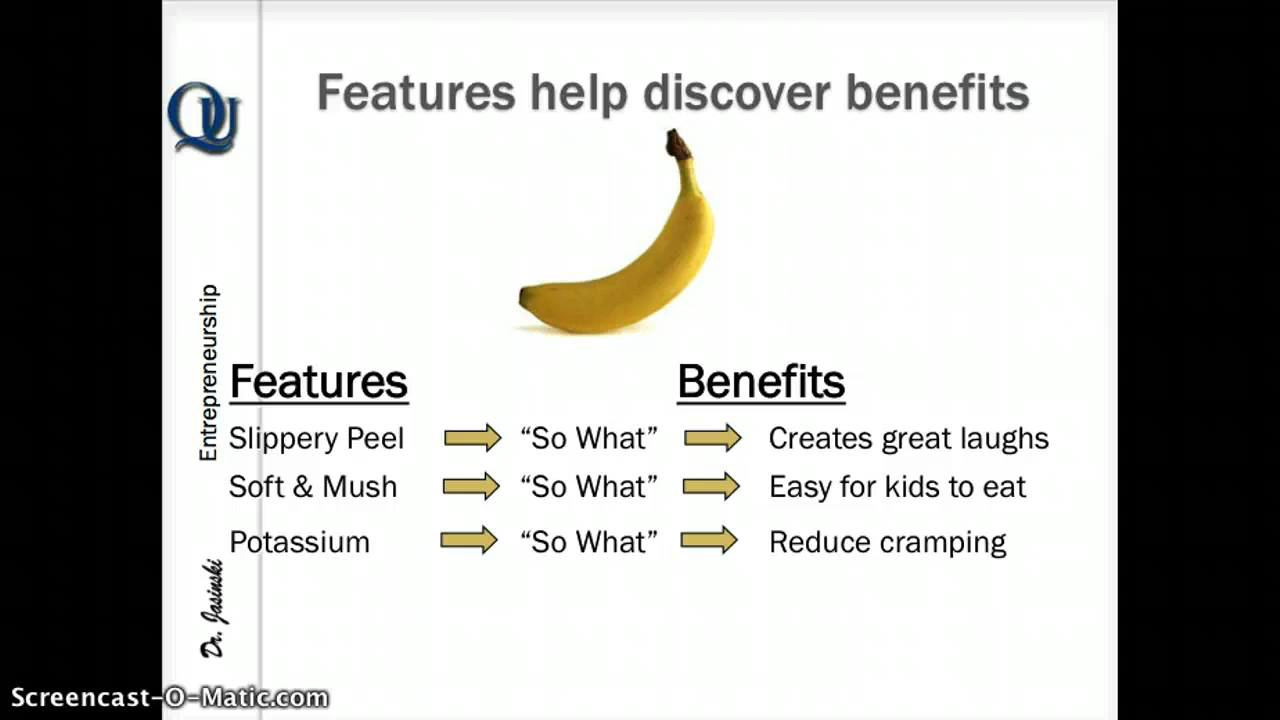 Features help discover benefits
QU
Entrepreneurship
Dr. Jasinski
Features Benefits
Slippery Peel “So What” Creates great laughs
Soft & Mush “So What” Easy for kids to eat
Potassium “So What” Reduce cramping
Screencast-O-Matic.com